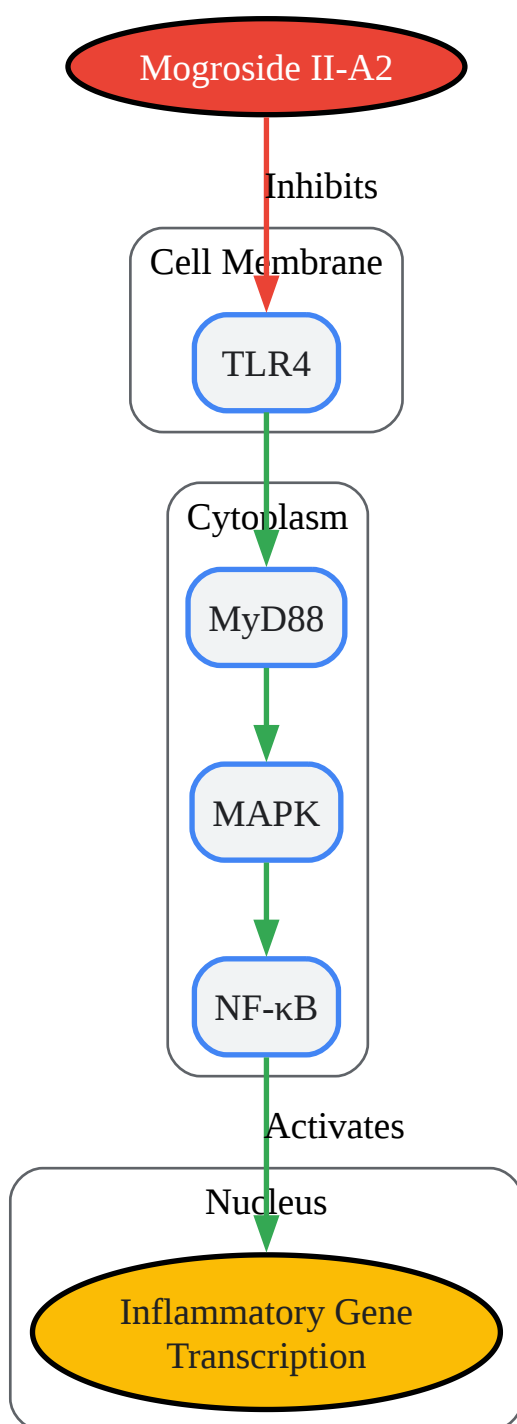 Mogroside II-A2
Inhibits
Cell Membrane
TLR4
Cytoplasm
MyD88
MAPK
NF-κB
Activates
Nucleus
Inflammatory Gene
Transcription